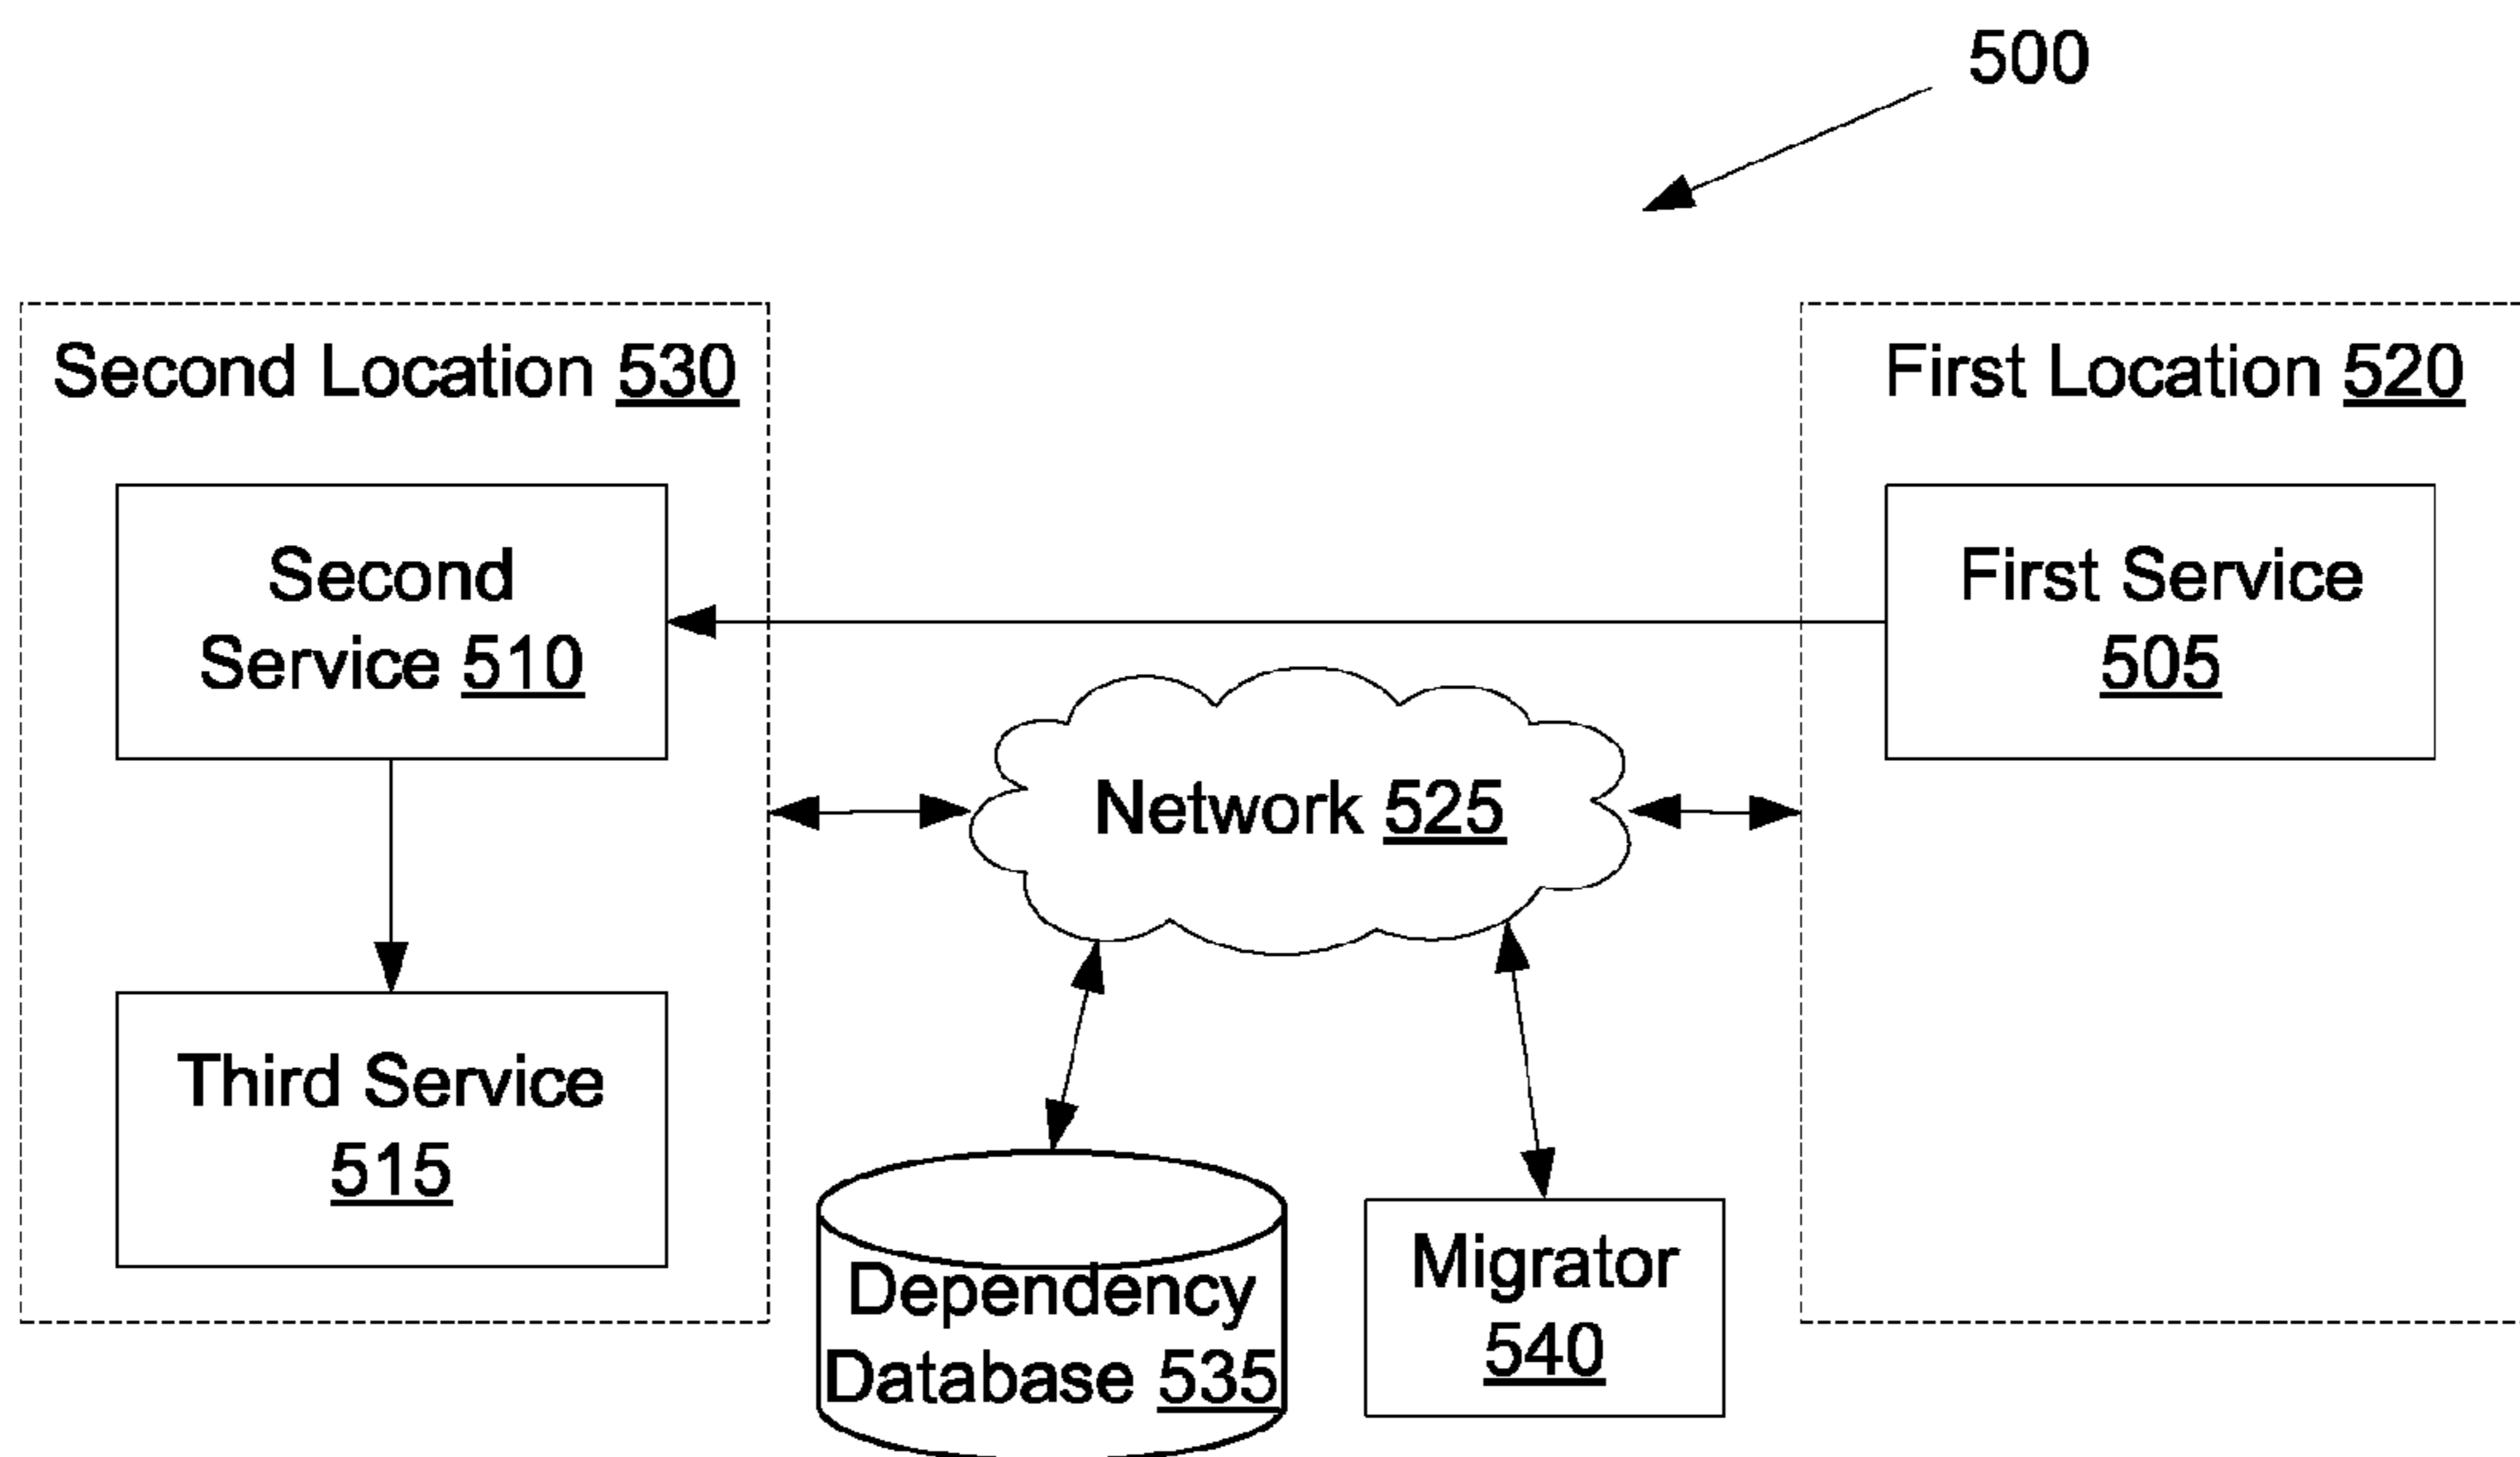 500
Second Location 530
First Location 520
Second
Service 510
First Service
505
Network 525
Third Service
515
Dependency
Database 535
Migrator
540